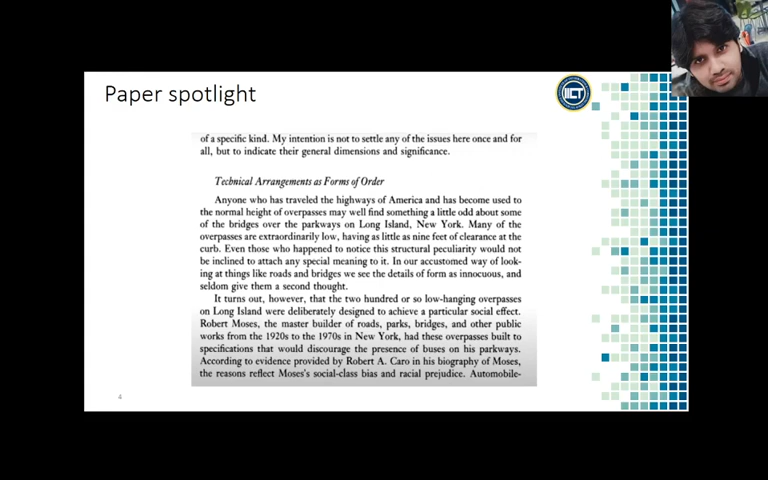 Paper spotlight
IICT
of a specific kind. My intention is not to settle any of the issues here once and for
all, but to indicate their general dimensions and significance.
Technical Arrangements as Forms of Order
Anyone who has traveled the highways of America and has become used to
the normal height of overpasses may well find something a little odd about some
of the bridges over the parkways on Long Island, New York. Many of the
overpasses are extraordinarily low, having as little as nine feet of clearance at the
curb. Even those who happened to notice this structural peculiarity would not
be inclined to attach any special meaning to it. In our accustomed way of look-
ing at things like roads and bridges we see the details of form as innocuous, and
seldom give them a second thought.
It turns out, however, that the two hundred or so low-hanging overpasses
on Long Island were deliberately designed to achieve a particular social effect.
Robert Moses, the master builder of roads, parks, bridges, and other public
works from the 1920s to the 1970s in New York, had these overpasses built to
specifications that would discourage the presence of buses on his parkways.
According to evidence provided by Robert A. Caro in his biography of Moses,
the reasons reflect Moses's social-class bias and racial prejudice. Automobile-
4